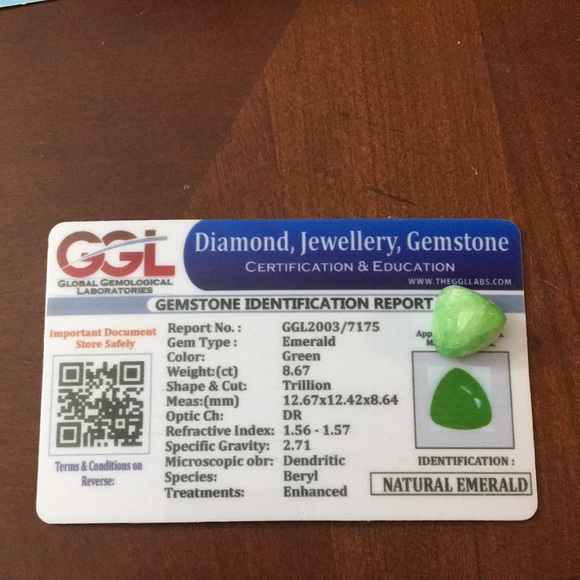 GGL
GLOBAL GEMOLOGICAL
LABORATORIES
Diamond, Jewellery, Gemstone
CERTIFICATION & EDUCATION
WWW.THEGGLLABS.COM
GEMSTONE IDENTIFICATION REPORT
Important Document
Store Safely
Terms & Conditions on
Reverse:
Report No. : GGL2003/7175
Gem Type : Emerald
Color: Green
Weight:(ct) 8.67
Shape & Cut: Trillion
Meas:(mm) 12.67x12.42x8.64
Optic Ch: DR
Refractive Index: 1.56 - 1.57
Specific Gravity: 2.71
Microscopic obr: Dendritic
Species: Beryl
Treatments: Enhanced
IDENTIFICATION :
NATURAL EMERALD